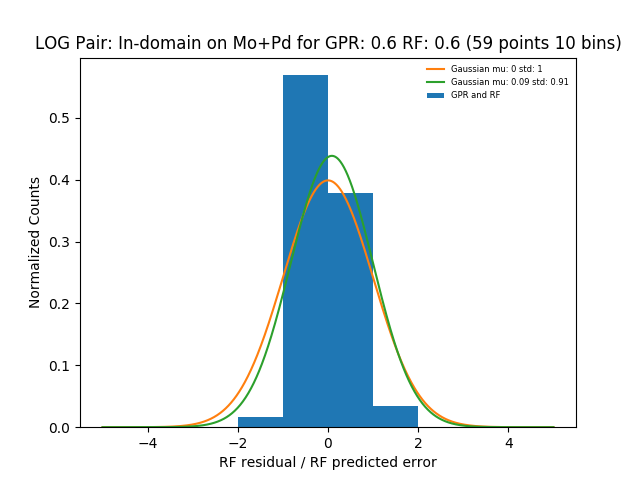 LOG Pair: In-domain on Mo+Pd for GPR: 0.6 RF: 0.6 (59 points 10 bins)
Gaussian mu: 0 std: 1
Gaussian mu: 0.09 std: 0.91
GPR and RF
Normalized Counts
0.5
0.4
0.3
0.2
0.1
0.0
−4 −2 0 2 4
RF residual / RF predicted error